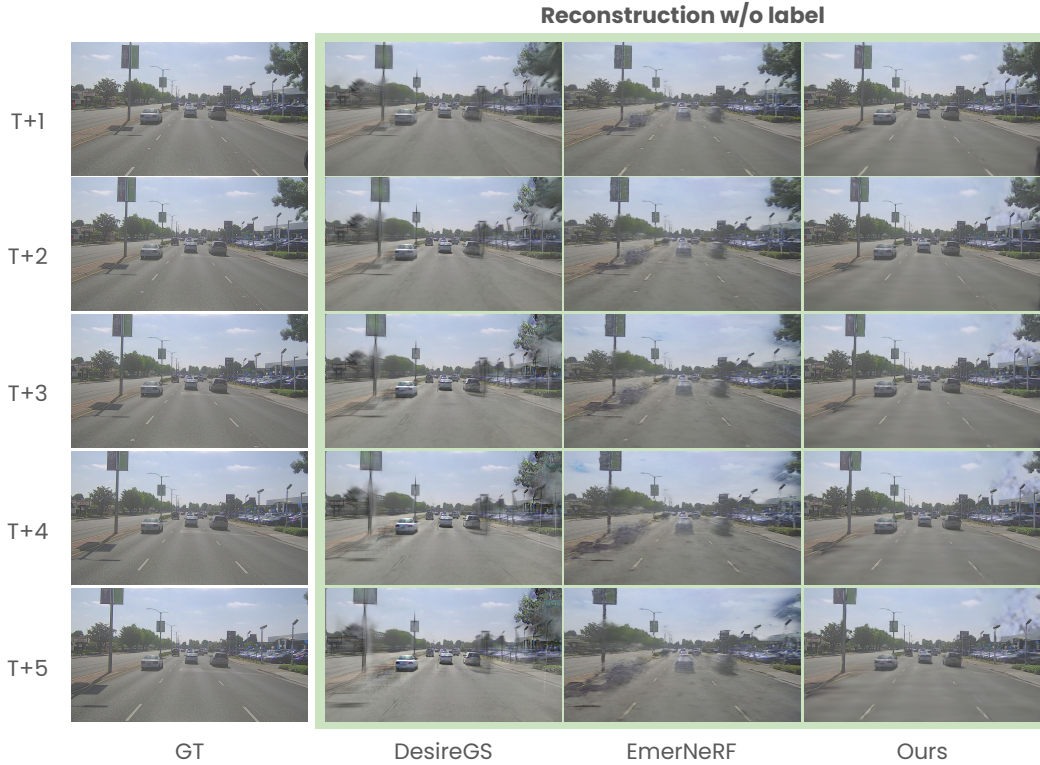 Reconstruction w/o label
T+1
T+2
T+3
T+4
T+5
GT
DesireGS
EmerNeRF
Ours